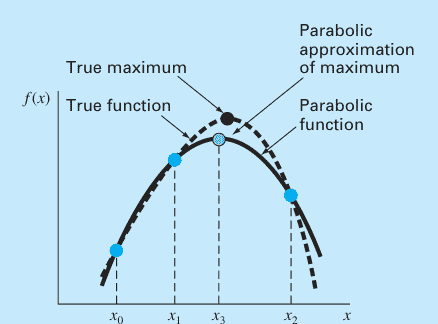 Parabolic
approximation
of maximum
True maximum
f(x)
True function
Parabolic
function
x0 x1 x3 x2 x